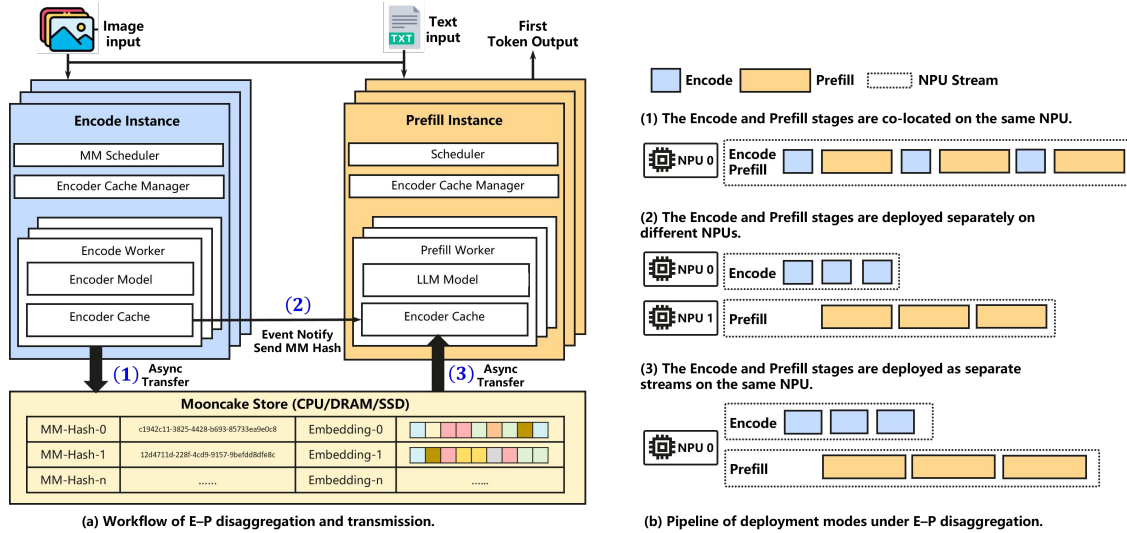 Image
input
Text
input
TXT
First
Token Output
Encode Instance
MM Scheduler
Encoder Cache Manager
Encode Worker
Encoder Model
Encoder Cache
Prefill Instance
Scheduler
Encoder Cache Manager
Prefill Worker
LLM Model
Encoder Cache
(2)
Event Notify
Send MM Hash
(1) Async
Transfer
(3) Async
Transfer
Mooncake Store (CPU/DRAM/SSD)
MM-Hash-0 c1942c11-3825-4428-b693-85733ea9e0c8 Embedding-0
MM-Hash-1 12d4711d-228f-4cd9-9157-9befdd8dfe8c Embedding-1
MM-Hash-n ...... Embedding-n ......
(a) Workflow of E–P disaggregation and transmission.
Encode Prefill NPU Stream
(1) The Encode and Prefill stages are co-located on the same NPU.
NPU 0
Encode
Prefill
(2) The Encode and Prefill stages are deployed separately on
different NPUs.
NPU 0 Encode
NPU 1 Prefill
(3) The Encode and Prefill stages are deployed as separate
streams on the same NPU.
Encode
NPU 0
Prefill
(b) Pipeline of deployment modes under E–P disaggregation.